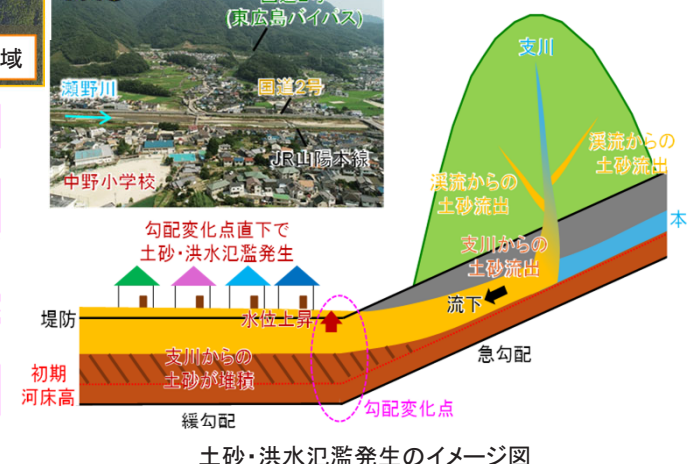 (東広島バイパス)
域
瀬野川
国道2号
JR山陽本線
中野小学校
支川
渓流からの
土砂流出
渓流からの
土砂流出
本
勾配変化点直下で
土砂・洪水氾濫発生
支川からの
土砂流出
流下
堤防
水位上昇
急勾配
支川からの
土砂が堆積
初期
河床高
勾配変化点
緩勾配
土砂・洪水氾濫発生のイメージ図